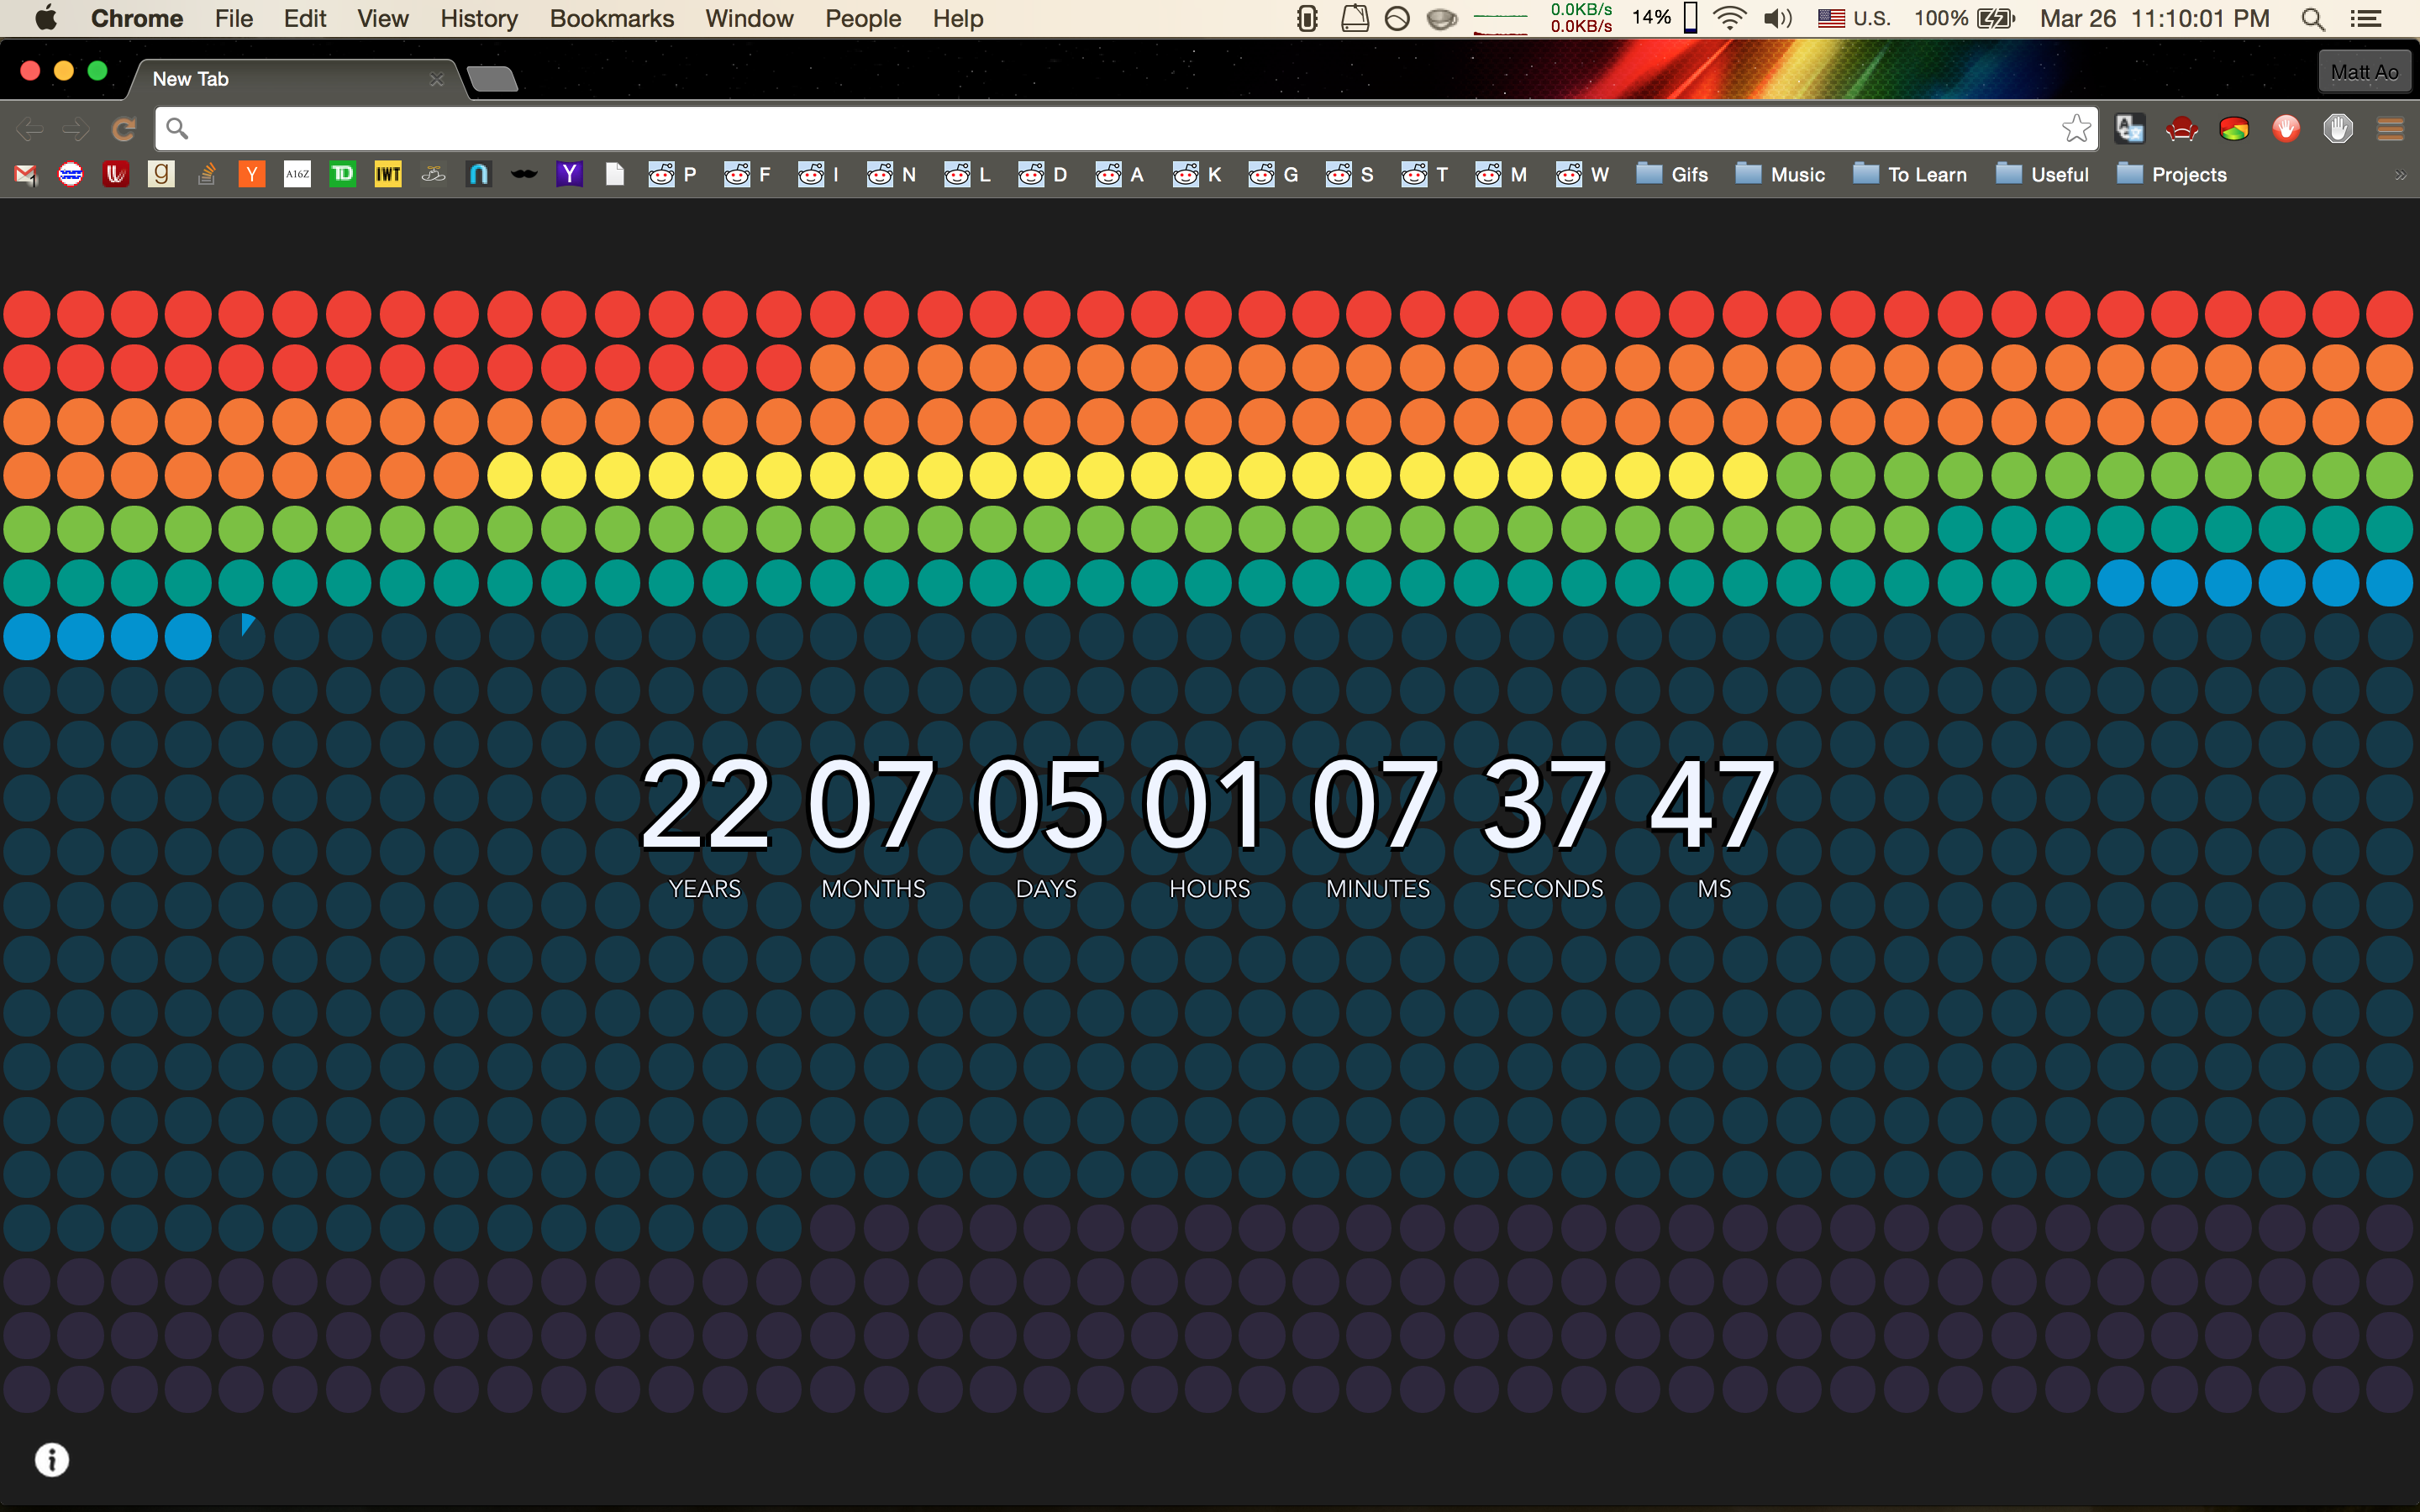 Chrome File Edit View History Bookmarks Window People Help 0.0KB/s 0.0KB/s 14% U.S. 100% Mar 26 11:10:01 PM
New Tab
Matt Ao
g Y A16Z TD IWT n Y P F I N L D A K G S T M W Gifs Music To Learn Useful Projects »
22 07 05 01 07 37 47
YEARS MONTHS DAYS HOURS MINUTES SECONDS MS